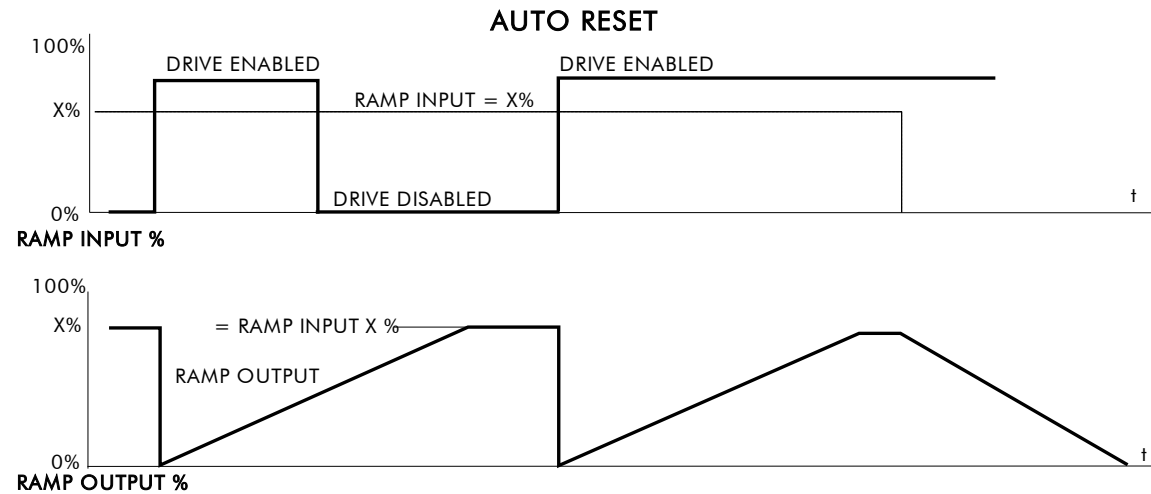 AUTO RESET
100%
DRIVE ENABLED
DRIVE ENABLED
X%
RAMP INPUT = X%
DRIVE DISABLED
t
0%
RAMP INPUT %
100%
X%
= RAMP INPUT X %
RAMP OUTPUT
t
0%
RAMP OUTPUT %